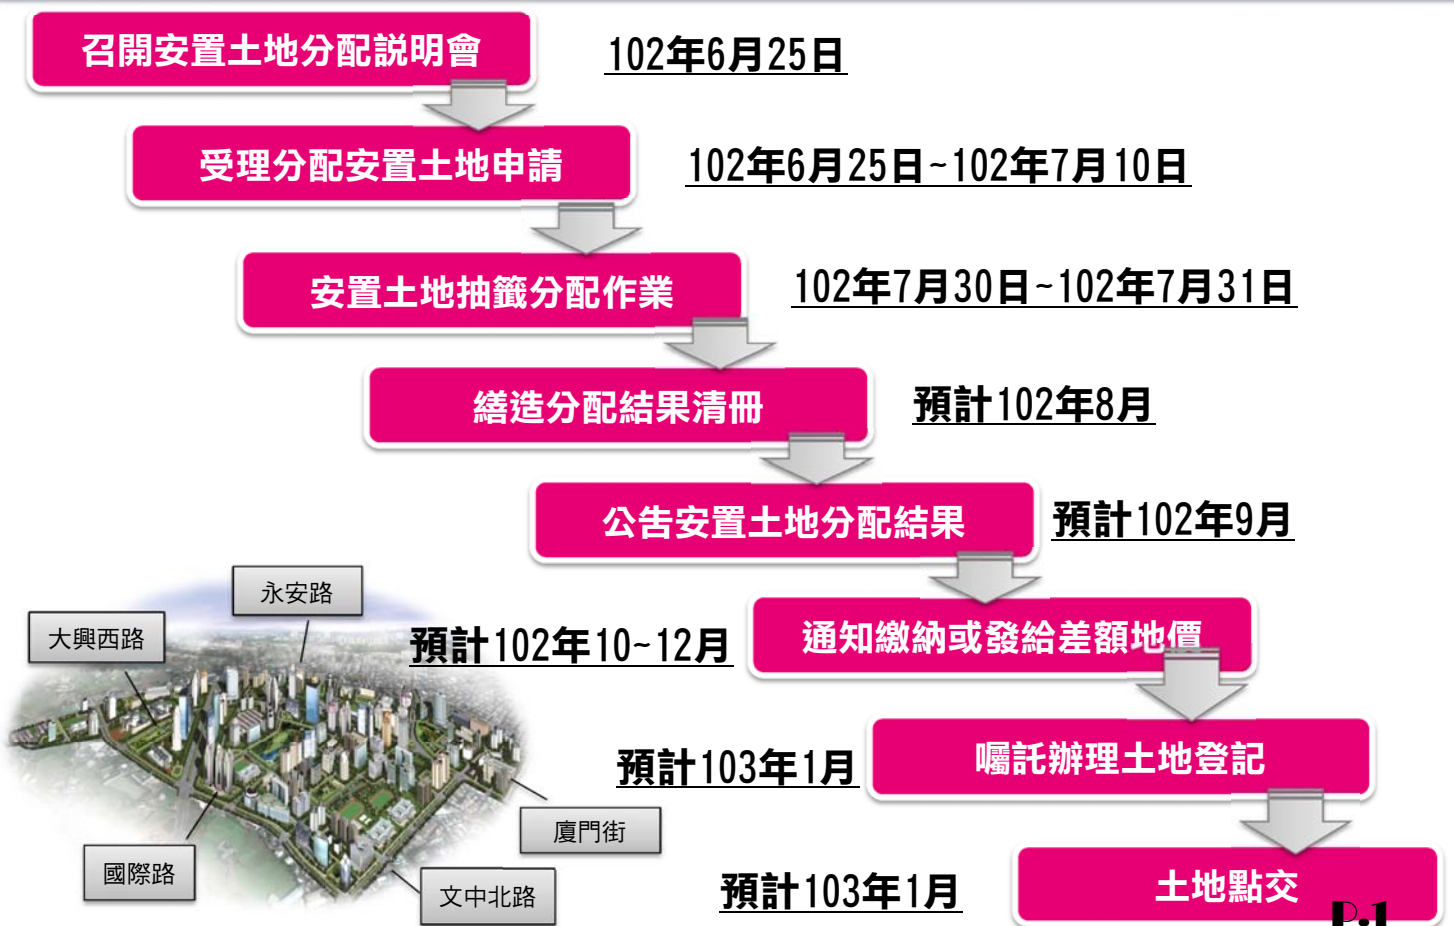 召開安置土地分配説明會
102年6月25日
受理分配安置土地申請
102年6月25日~102年7月10日
安置土地抽籤分配作業
102年7月30日~102年7月31日
繕造分配結果清冊
預計102年8月
公告安置土地分配結果
預計102年9月
通知繳納或發給差額地價
預計102年10~12月
囑託辦理土地登記
預計103年1月
土地點交
預計103年1月
永安路
大興西路
廈門街
國際路
文中北路
P.1